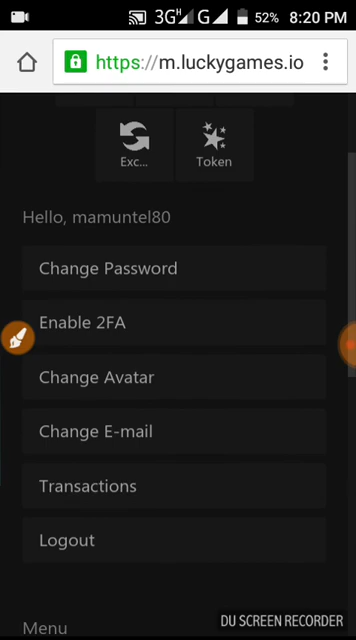 3G H G 52% 8:20 PM
https://m.luckygames.io
Exc... Token
Hello, mamuntel80
Change Password
Enable 2FA
Change Avatar
Change E-mail
Transactions
Logout
Menu
DU SCREEN RECORDER